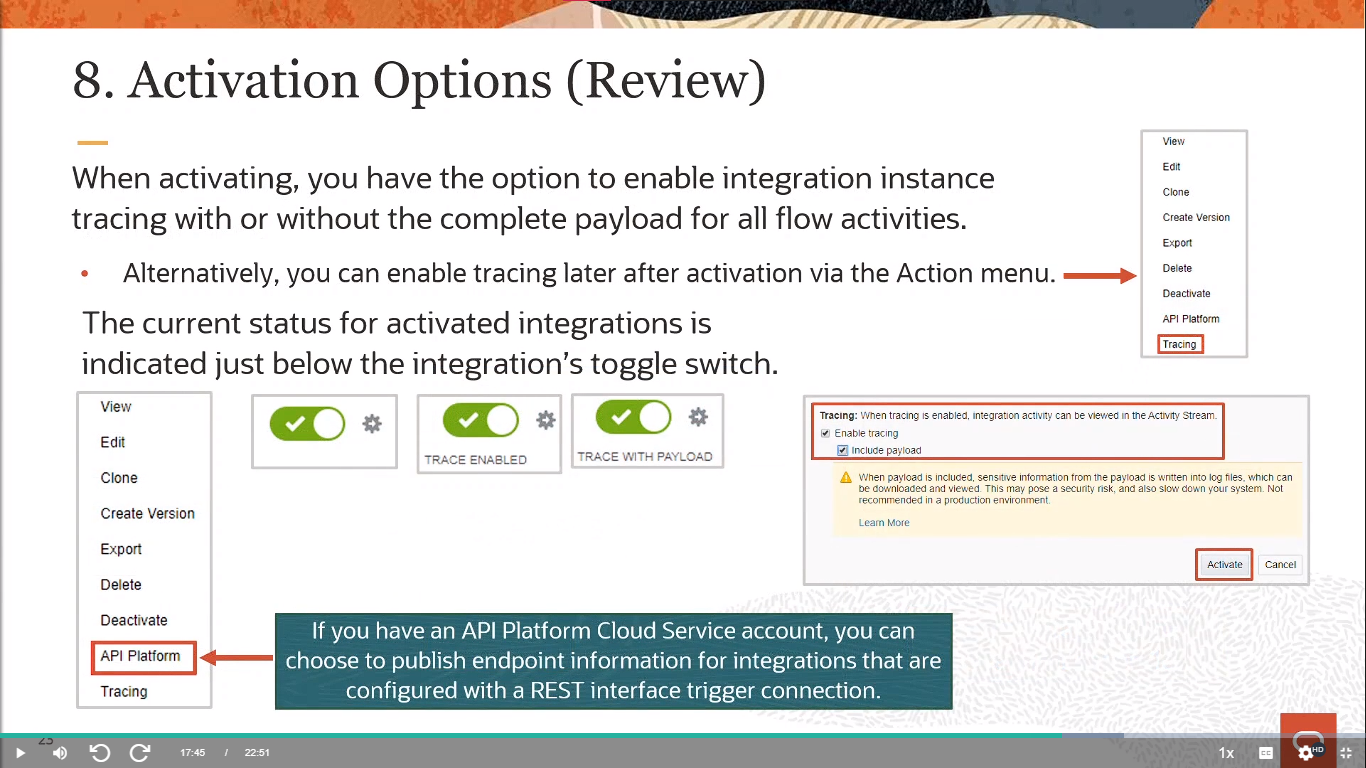 8. Activation Options (Review)
When activating, you have the option to enable integration instance
tracing with or without the complete payload for all flow activities.
• Alternatively, you can enable tracing later after activation via the Action menu.
View
Edit
Clone
Create Version
Export
Delete
Deactivate
API Platform
Tracing
The current status for activated integrations is
indicated just below the integration's toggle switch.
View
Edit
Clone
Create Version
Export
Delete
Deactivate
API Platform
Tracing
TRACE ENABLED
TRACE WITH PAYLOAD
Tracing: When tracing is enabled, integration activity can be viewed in the Activity Stream.
Enable tracing
Include payload
When payload is included, sensitive information from the payload is written into log files, which can
be downloaded and viewed. This may pose a security risk, and also slow down your system. Not
recommended in a production environment.
Learn More
Activate Cancel
If you have an API Platform Cloud Service account, you can
choose to publish endpoint information for integrations that are
configured with a REST interface trigger connection.
23
17:45 / 22:51
1x
CC
HD